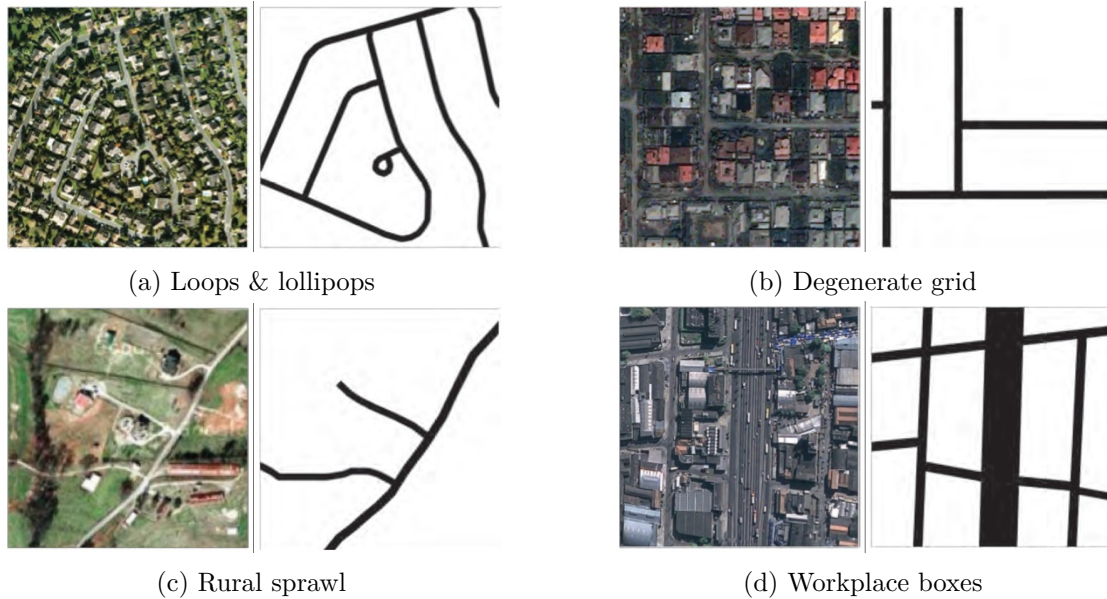 (a) Loops & lollipops
(b) Degenerate grid
(c) Rural sprawl
(d) Workplace boxes